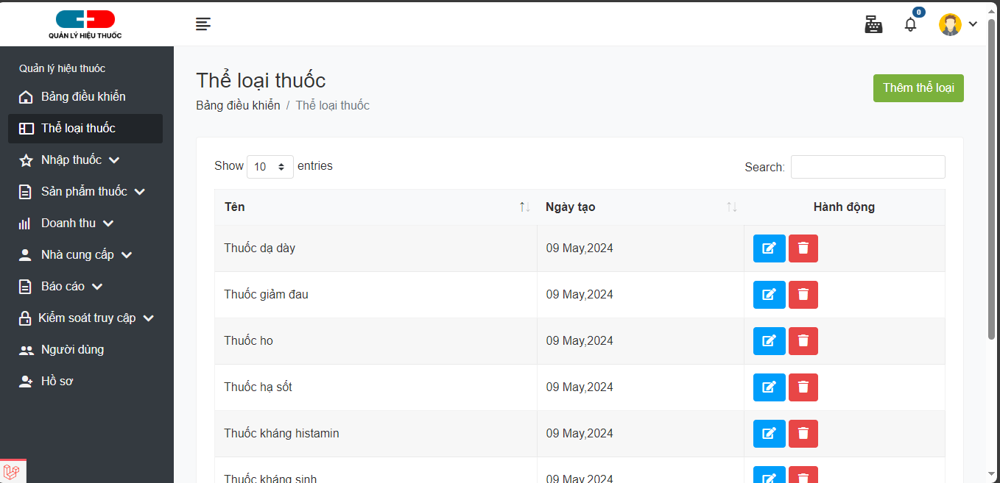 QUẢN LÝ HIỆU THUỐC
0
Quản lý hiệu thuóc
Bảng điều khiển
Thể loại thuốc
Nhập thuốc
Sản phẩm thuốc
Doanh thu
Nhà cung cấp
Báo cáo
Kiểm soát truy cập
Người dùng
Hồ sơ
Thể loại thuốc
Bảng điều khiển / Thể loại thuốc
Thêm thể loại
Show 10 entries
Search:
Tên Ngày tạo Hành động
Thuốc dạ dày 09 May,2024
Thuốc giảm đau 09 May,2024
Thuốc ho 09 May,2024
Thuốc hạ sốt 09 May,2024
Thuốc kháng histamin 09 May,2024
Thuốc kháng sinh 09 May,2024